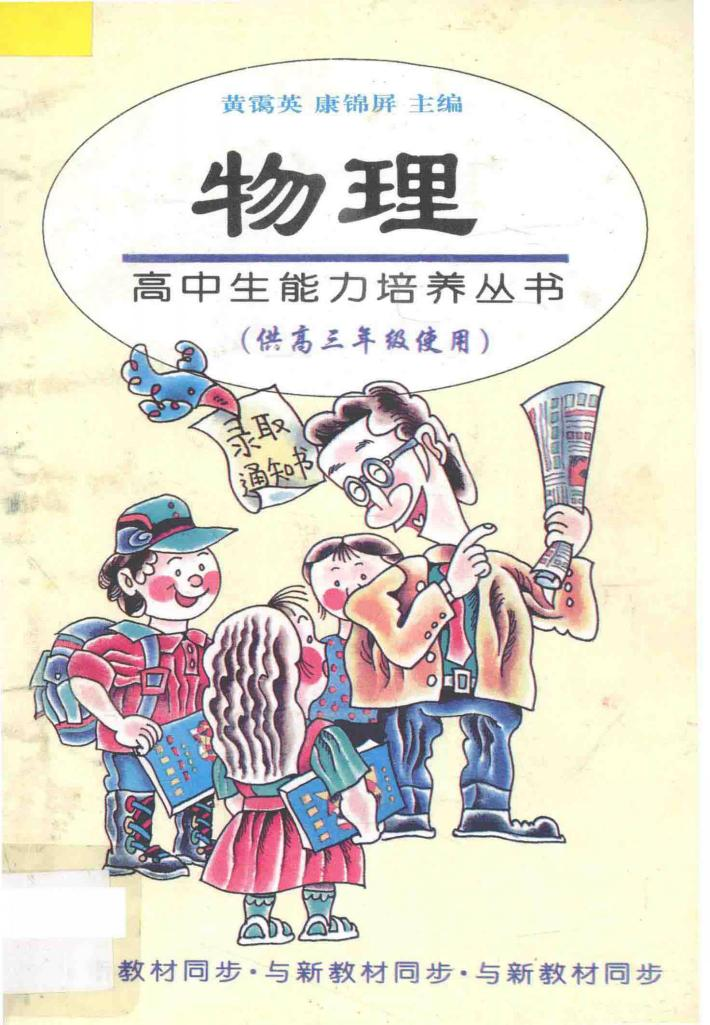 黄霭英 康锦屏 主编
物理
高中生能力培养丛书
（供高三年级使用）
录取
通知书
教材同步·与新教材同步·与新教材同步